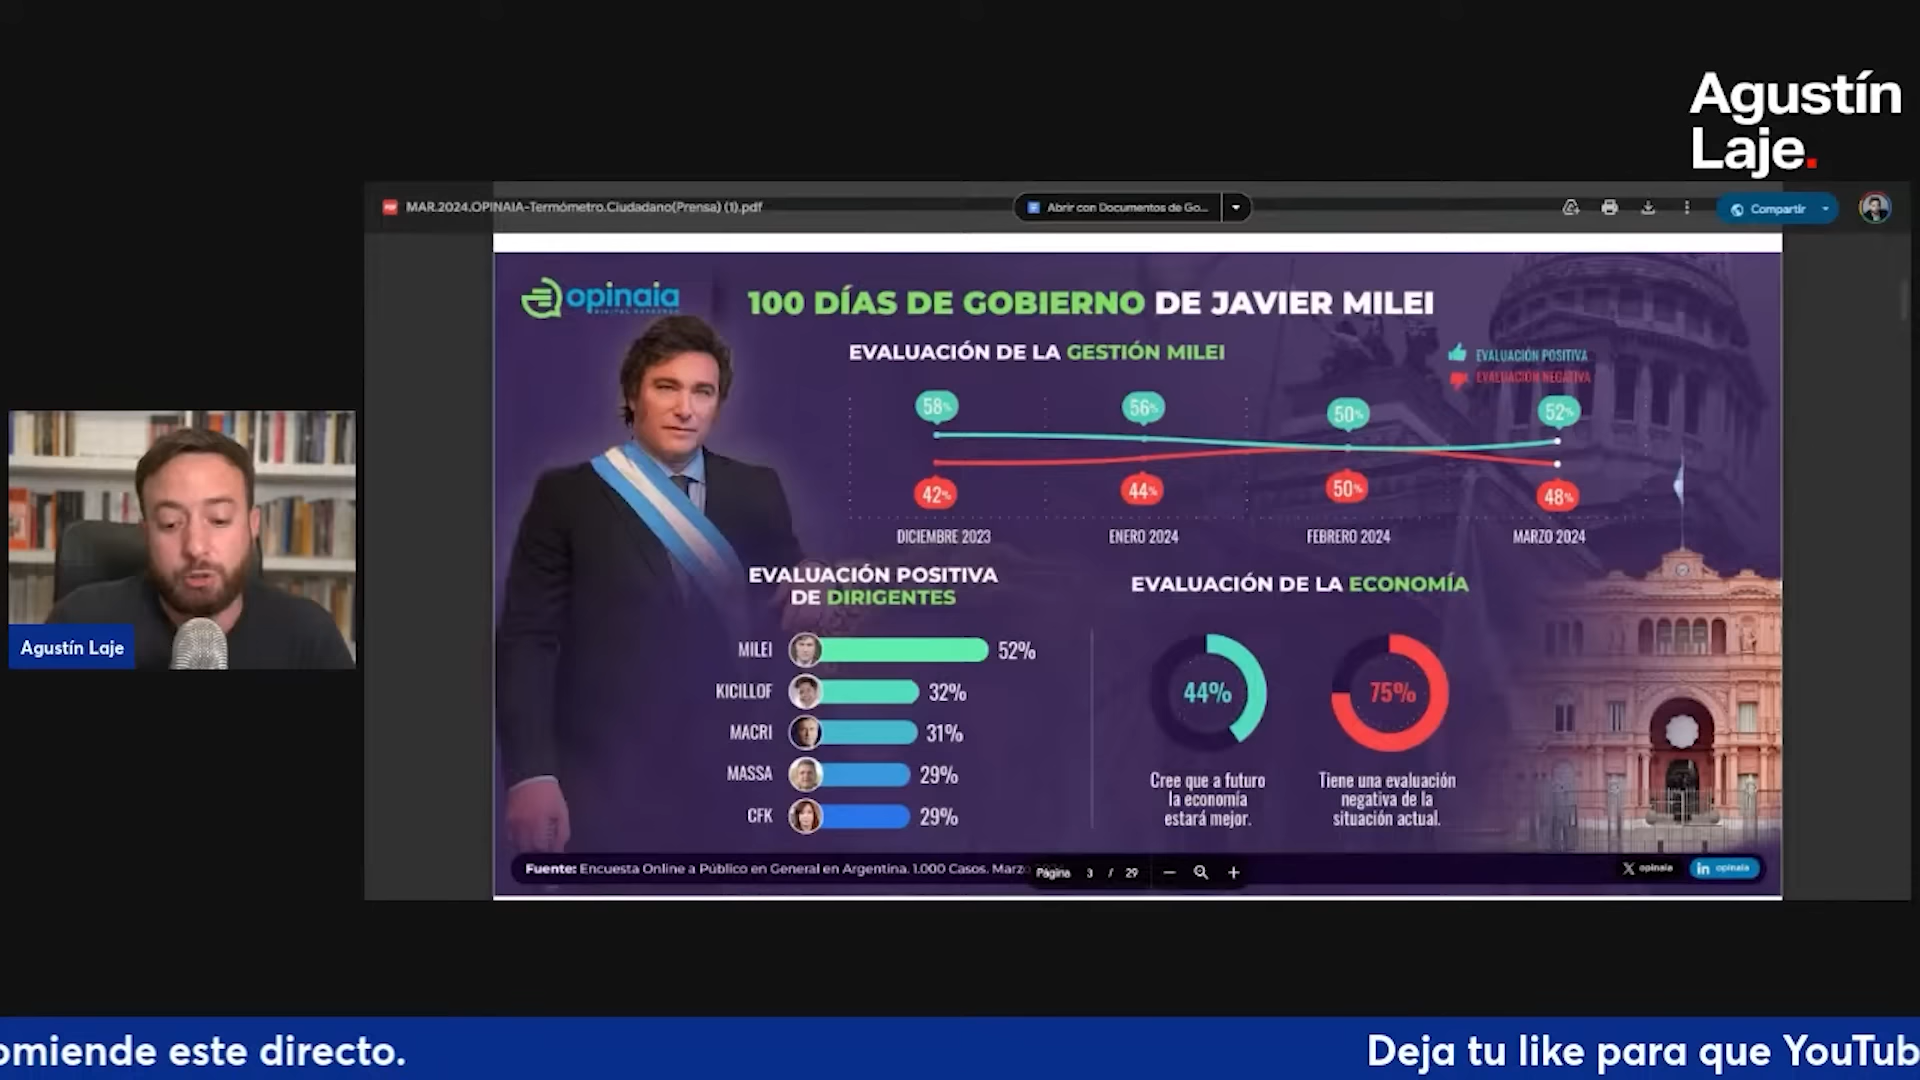 Agustín
Laje.
MAR.2024.OPINAIA-Termómetro.Ciudadano(Prensa) (1).pdf
Abrir con Documentos de Go...
Compartir
opinaia
100 DÍAS DE GOBIERNO DE JAVIER MILEI
EVALUACIÓN DE LA GESTIÓN MILEI
EVALUACIÓN POSITIVA
EVALUACIÓN NEGATIVA
58%
56%
50%
52%
42%
44%
50%
48%
DICIEMBRE 2023
ENERO 2024
FEBRERO 2024
MARZO 2024
EVALUACIÓN POSITIVA
DE DIRIGENTES
MILEI
52%
KICILLOF
32%
MACRI
31%
MASSA
29%
CFK
29%
EVALUACIÓN DE LA ECONOMÍA
44%
75%
Cree que a futuro
la economía
estará mejor.
Tiene una evaluación
negativa de la
situación actual.
Fuente: Encuesta Online a Público en General en Argentina. 1.000 Casos. Marzo
Página 3 / 29
X opinaia
in opinaia
Agustín Laje
omiende este directo.
Deja tu like para que YouTub